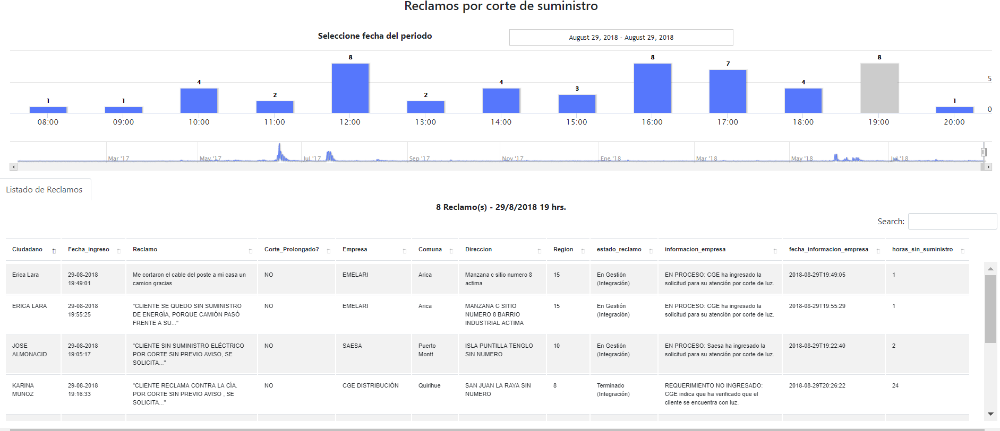 Reclamos por corte de suministro
Seleccione fecha del periodo
August 29, 2018 - August 29, 2018
1 1 4 2 8 2 4 3 8 7 4 8 1
5
0
08:00 09:00 10:00 11:00 12:00 13:00 14:00 15:00 16:00 17:00 18:00 19:00 20:00
Mar '17 May '17 Jul '17 Sep '17 Nov '17 Ene '18 Mar '18 May '18 Jul '18
Listado de Reclamos
8 Reclamo(s) - 29/8/2018 19 hrs.
Search:
Ciudadano Fecha_ingreso Reclamo Corte_Prolongado? Empresa Comuna Direccion Region estado_reclamo informacion_empresa fecha_informacion_empresa horas_sin_suministro
Erica Lara 29-08-2018 Me cortaron el cable del poste a mi casa un NO EMELARI Arica Manzana c sitio numero 8 15 En Gestión EN PROCESO: CGE ha ingresado la 2018-08-29T19:49:05 1
19:49:01 camion gracias actima (Integración) solicitud para su atención por corte de luz.
ERICA LARA 29-08-2018 "CLIENTE SE QUEDO SIN SUMINISTRO NO EMELARI Arica MANZANA C SITIO 15 En Gestión EN PROCESO: CGE ha ingresado la 2018-08-29T19:55:29 1
19:55:25 DE ENERGÍA, PORQUE CAMIÓN PASÓ NUMERO 8 BARRIO (Integración) solicitud para su atención por corte de luz.
FRENTE A SU..." INDUSTRIAL ACTIMA
JOSE 29-08-2018 "CLIENTE SIN SUMINISTRO ELÉCTRICO NO SAESA Puerto ISLA PUNTILLA TENGLO 10 En Gestión EN PROCESO: Saesa ha ingresado la 2018-08-29T19:22:40 2
ALMONACID 19:05:17 POR CORTE SIN PREVIO AVISO, SE Montt SIN NUMERO (Integración) solicitud para su atención por corte de luz.
SOLICITA..."
KARINA 29-08-2018 "CLIENTE RECLAMA CONTRA LA CÍA. NO CGE DISTRIBUCIÓN Quirihue SAN JUAN LA RAYA SIN 8 Terminado REQUERIMIENTO NO INGRESADO: 2018-08-29T20:26:22 24
MUNOZ 19:16:33 POR CORTE SIN PREVIO AVISO , SE NUMERO (Integración) CGE indica que ha verificado que el
SOLICITA..." cliente se encuentra con luz.